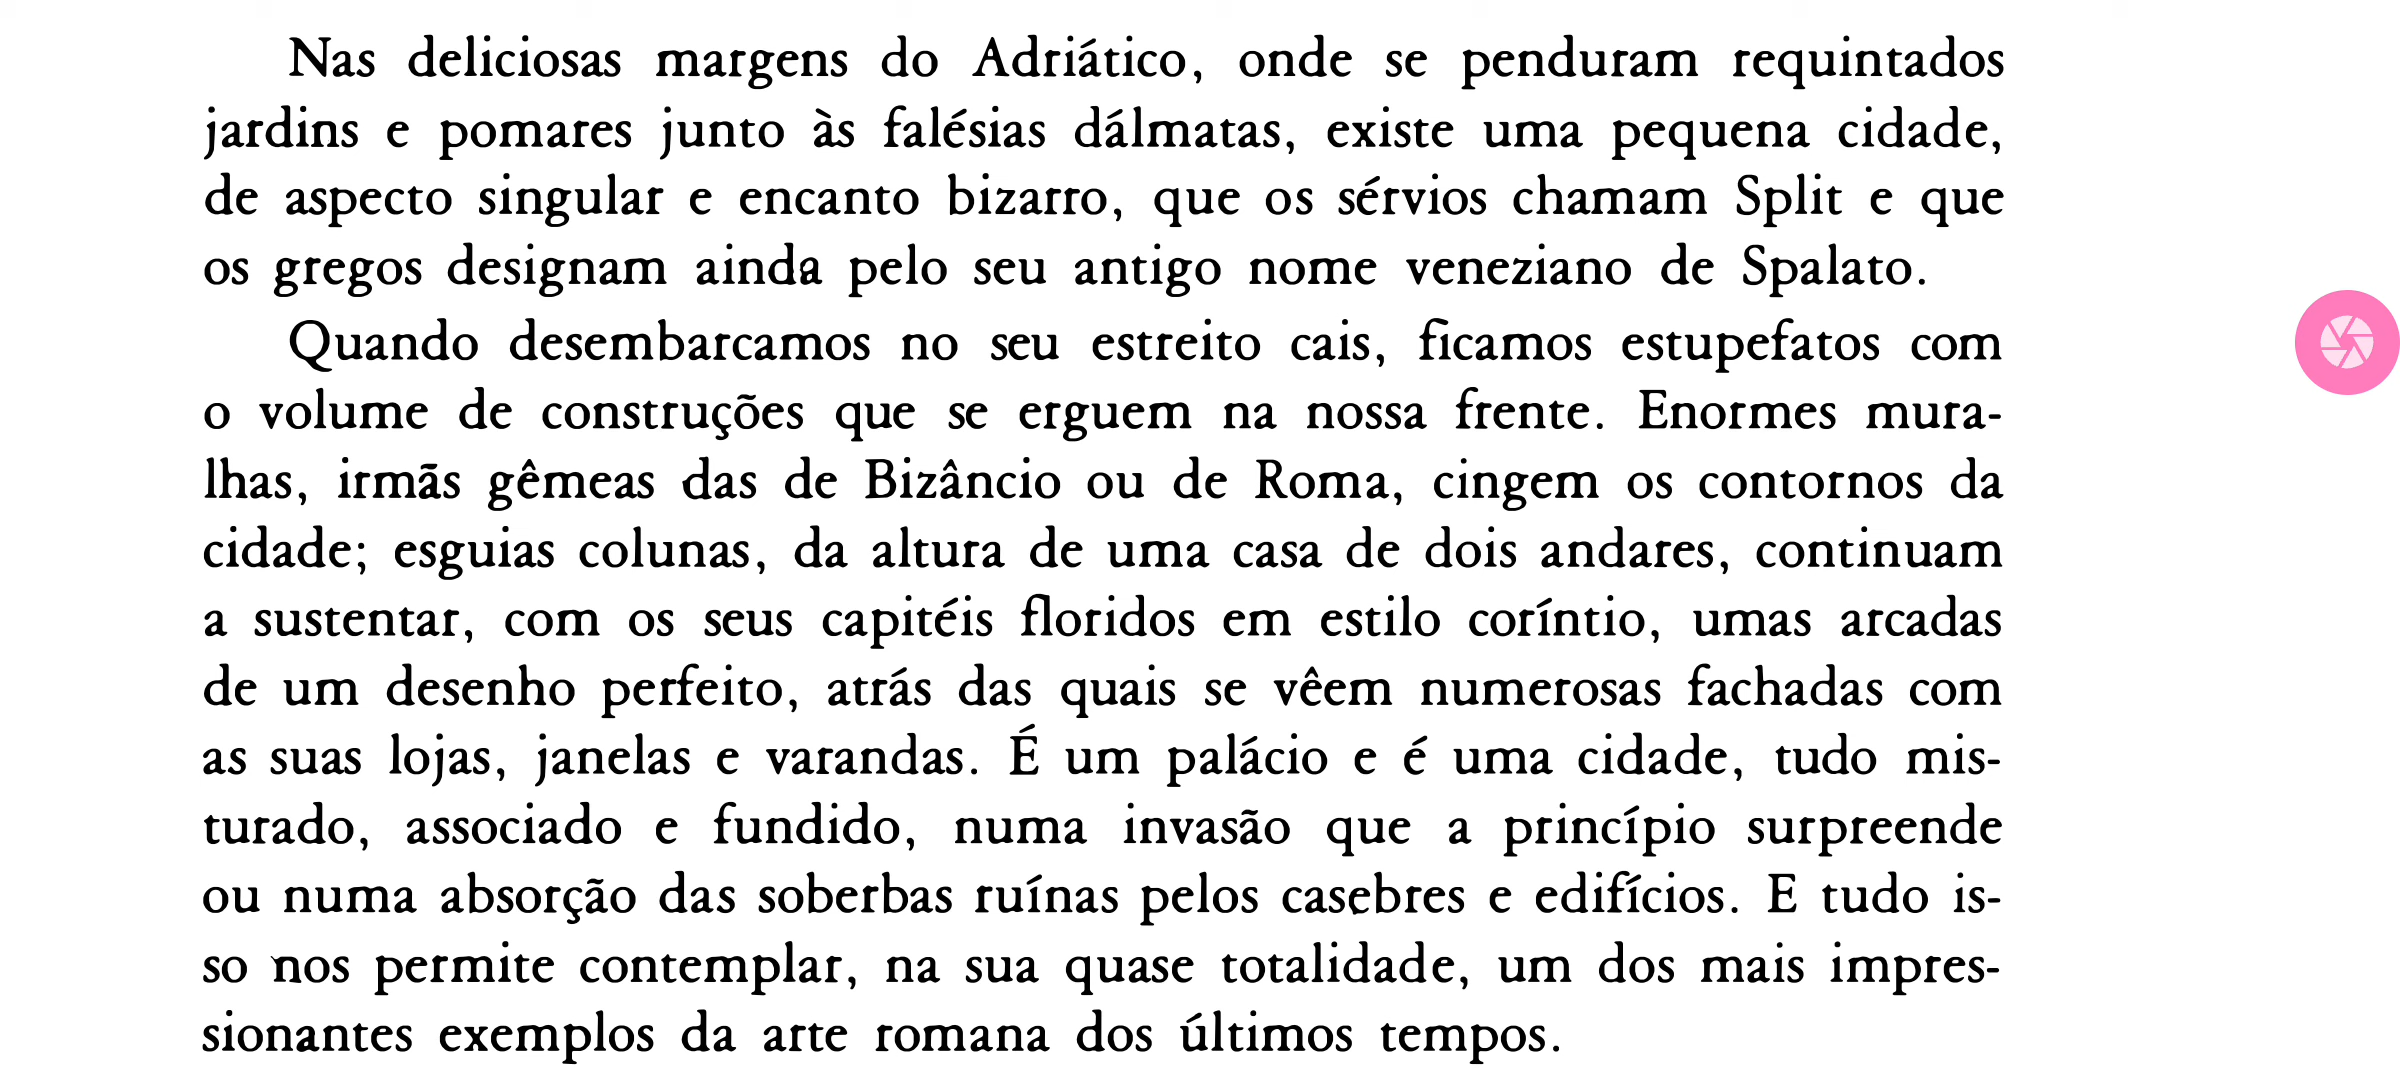 Nas deliciosas margens do Adriático, onde se penduram requintados
jardins e pomares junto às falésias dálmatas, existe uma pequena cidade,
de aspecto singular e encanto bizarro, que os sérvios chamam Split e que
os gregos designam ainda pelo seu antigo nome veneziano de Spalato.
Quando desembarcamos no seu estreito cais, ficamos estupefatos com
o volume de construções que se erguem na nossa frente. Enormes mura-
lhas, irmãs gêmeas das de Bizâncio ou de Roma, cingem os contornos da
cidade; esguias colunas, da altura de uma casa de dois andares, continuam
a sustentar, com os seus capitéis floridos em estilo coríntio, umas arcadas
de um desenho perfeito, atrás das quais se vêem numerosas fachadas com
as suas lojas, janelas e varandas. É um palácio e é uma cidade, tudo mis-
turado, associado e fundido, numa invasão que a princípio surpreende
ou numa absorção das soberbas ruínas pelos casebres e edifícios. E tudo is-
so nos permite contemplar, na sua quase totalidade, um dos mais impres-
sionantes exemplos da arte romana dos últimos tempos.